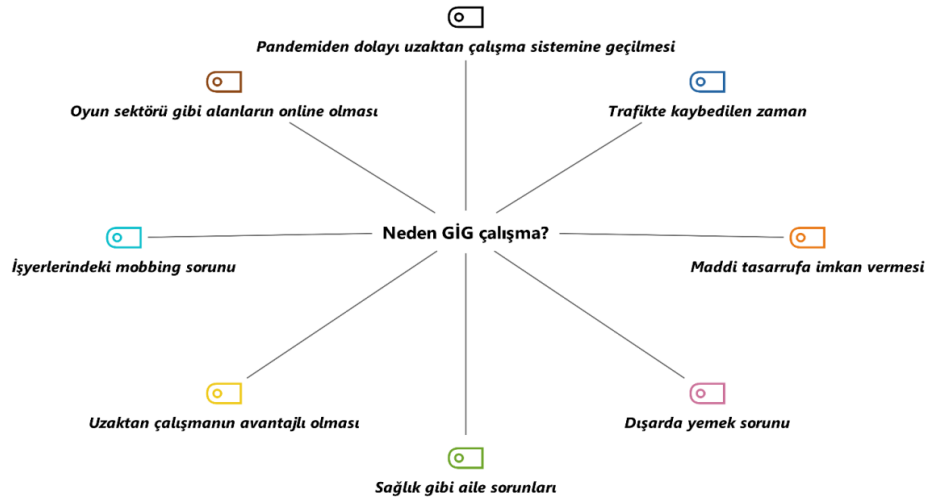 Pandemiden dolayı uzaktan çalışma sistemine geçilmesi
Oyun sektörü gibi alanların online olması
Trafikte kaybedilen zaman
Neden GİG çalışma?
İşyerlerindeki mobbing sorunu
Maddi tasarrufa imkan vermesi
Uzaktan çalışmanın avantajlı olması
Dışarda yemek sorunu
Sağlık gibi aile sorunları